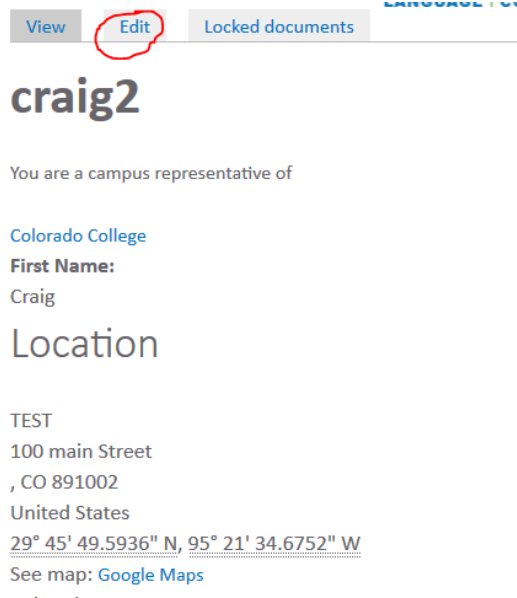 LANGUAGE
View Edit Locked documents
craig2
You are a campus representative of
Colorado College
First Name:
Craig
Location
TEST
100 main Street
, CO 891002
United States
29° 45' 49.5936" N, 95° 21' 34.6752" W
See map: Google Maps